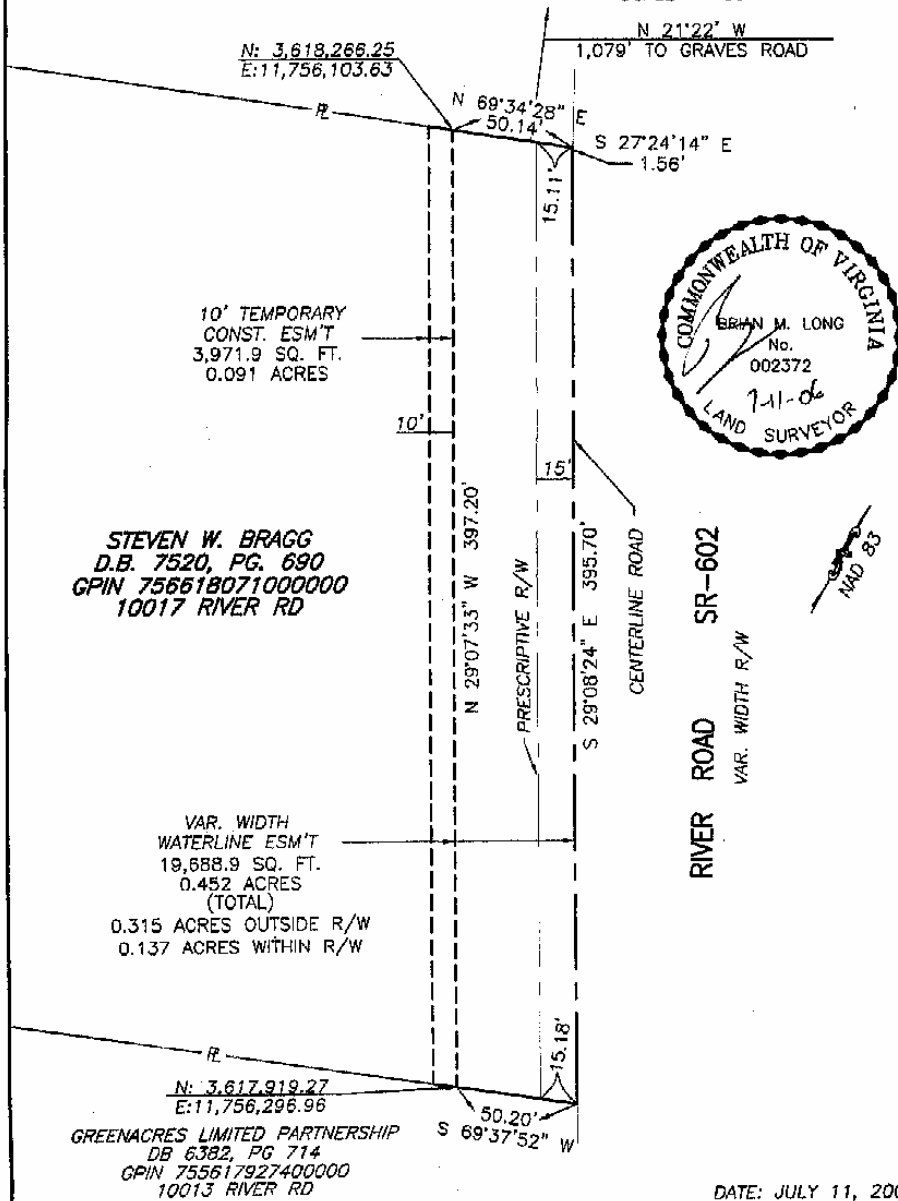 N 21°22' W
1,079' TO GRAVES ROAD
N: 3,618,266.25
E:11,756,103.63
PL
N 69°34'28" E
50.14'
S 27°24'14" E
1.56'
15.11'
COMMONWEALTH OF VIRGINIA
BRIAN M. LONG
No.
002372
7-11-06
LAND SURVEYOR
10' TEMPORARY
CONST. ESM'T
3,971.9 SQ. FT.
0.091 ACRES
10'
15'
STEVEN W. BRAGG
D.B. 7520, PG. 690
GPIN 756618071000000
10017 RIVER RD
N 29°07'33" W 397.20'
PRESCRIPTIVE R/W
S 29°08'24" E 395.70'
CENTERLINE ROAD
RIVER ROAD SR-602
VAR. WIDTH R/W
NAD 83
VAR. WIDTH
WATERLINE ESM'T
19,688.9 SQ. FT.
0.452 ACRES
(TOTAL)
0.315 ACRES OUTSIDE R/W
0.137 ACRES WITHIN R/W
15.18'
PL
N: 3,617,919.27
E:11,756,296.96
50.20'
S 69°37'52" W
GREENACRES LIMITED PARTNERSHIP
DB 6382, PG 714
GPIN 755617927400000
10013 RIVER RD
DATE: JULY 11, 200